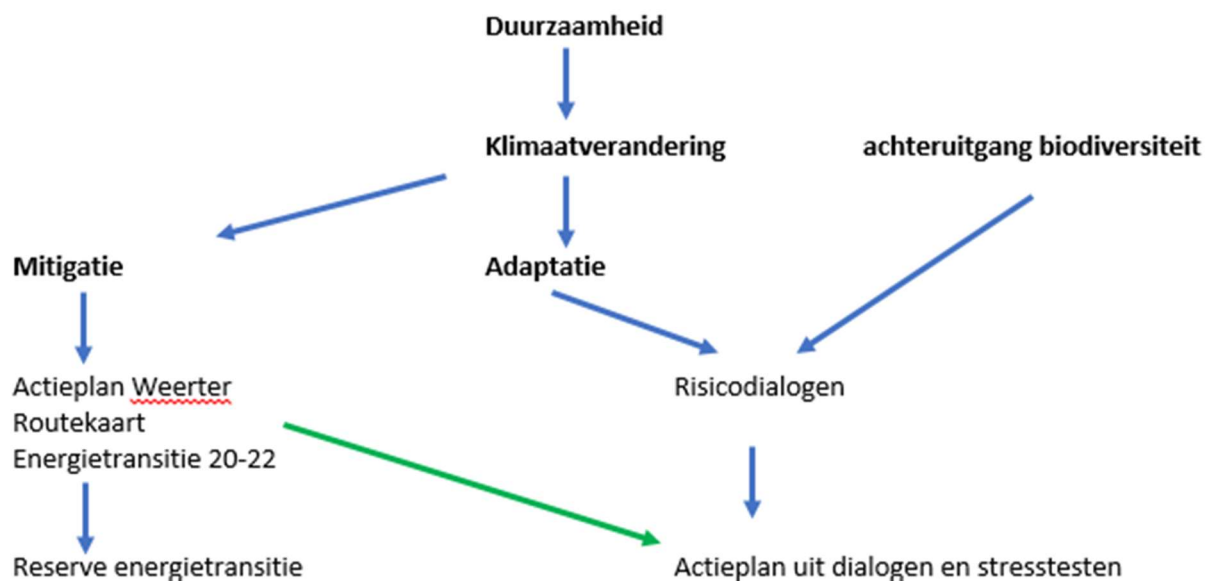 Duurzaamheid
Klimaatverandering
achteruitgang biodiversiteit
Mitigatie
Adaptatie
Actieplan Weerter
Routekaart
Energietransitie 20-22
Risicodialogen
Reserve energietransitie
Actieplan uit dialogen en stresstesten